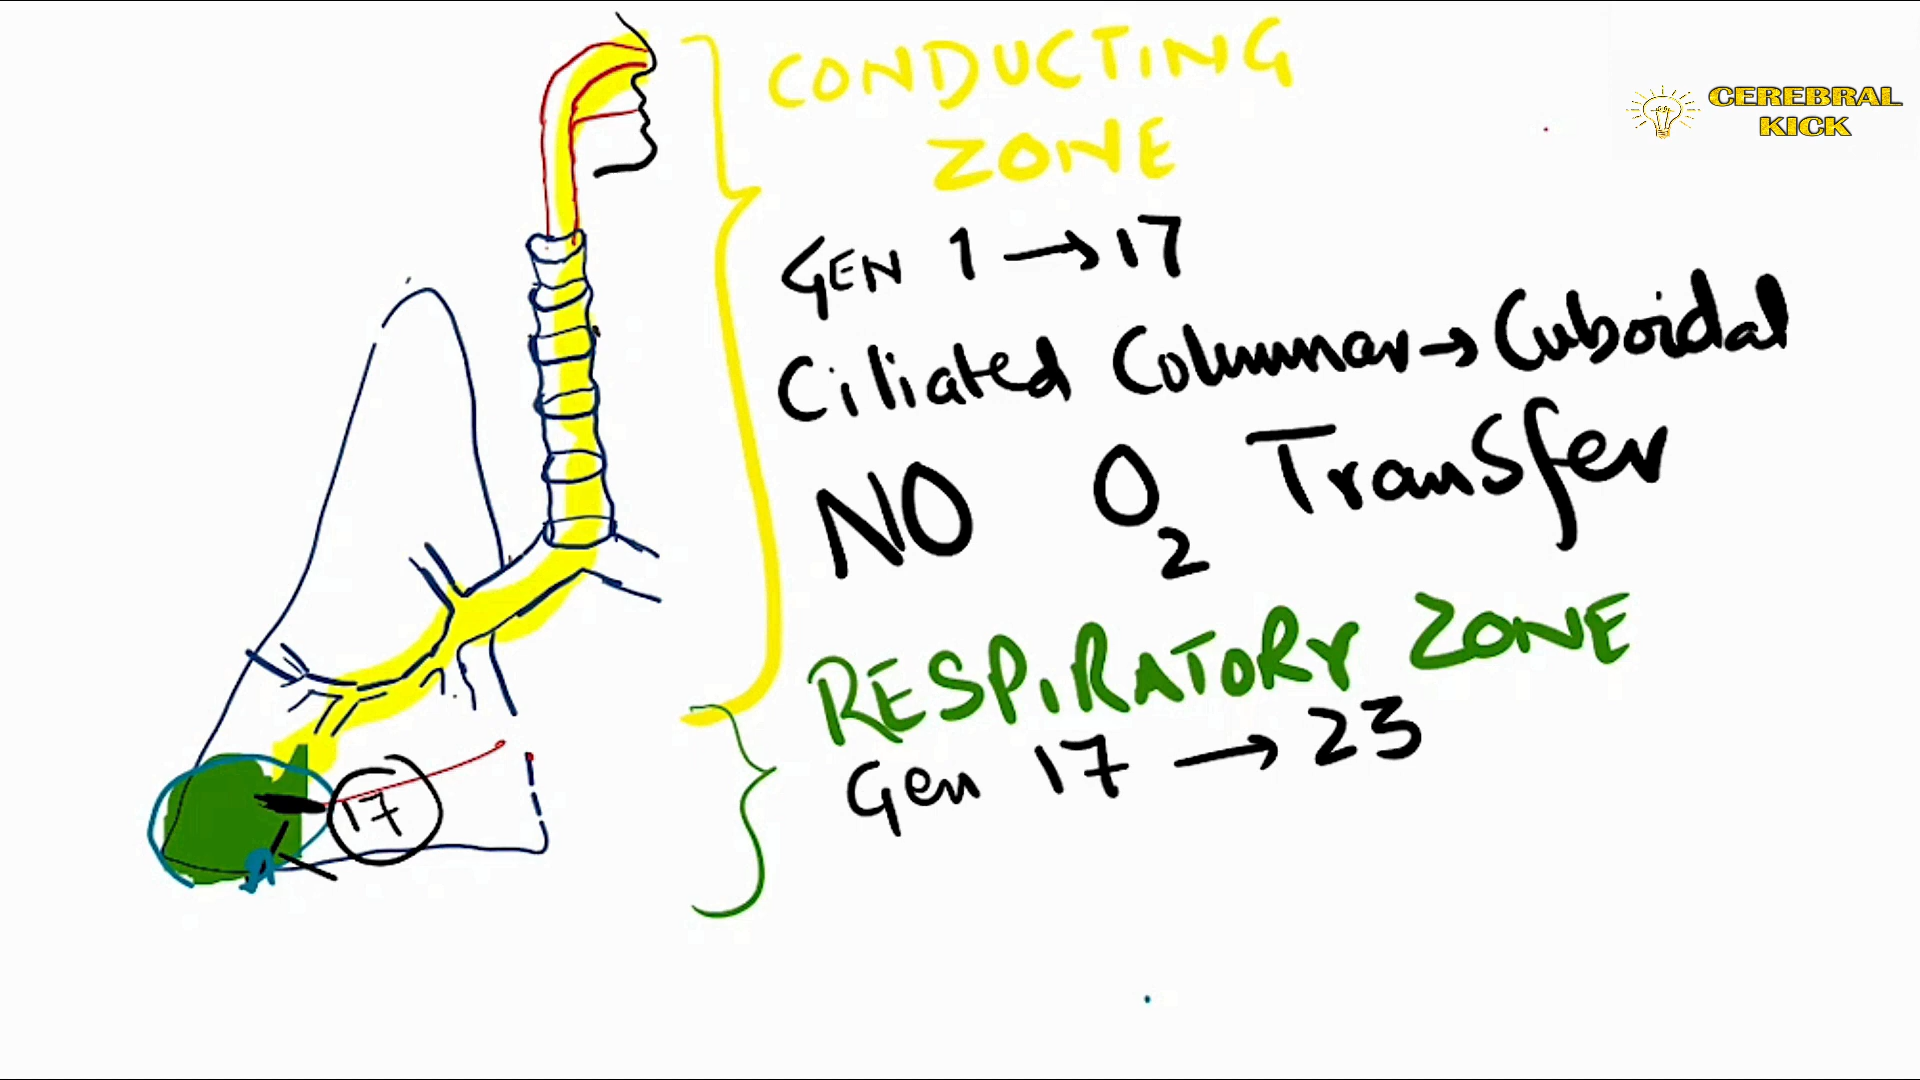 CONDUCTING
ZONE
CEREBRAL
KICK
GEN 1 → 17
Ciliated Columnar → Cuboidal
NO O2 Transfer
RESPIRATORY ZONE
Gen 17 → 23
17